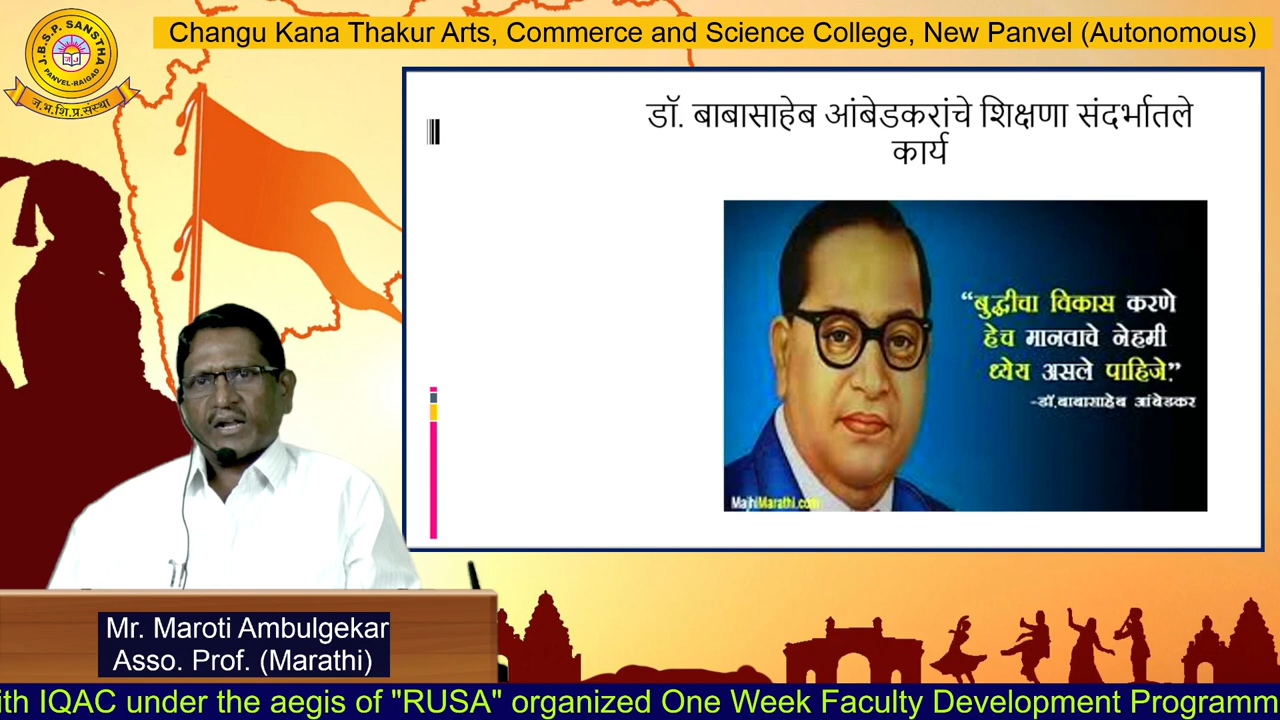 J.B.S.P. SANSTHA
PANVEL-RAIGAD
ज.भ.शि.प्र.संस्था
Changu Kana Thakur Arts, Commerce and Science College, New Panvel (Autonomous)
डॉ. बाबासाहेब आंबेडकरांचे शिक्षणा संदर्भातले
कार्य
“बुद्धीचा विकास करणे
हेच मानवाचे नेहमी
ध्येय असले पाहिजे.”
-डॉ.बाबासाहेब आंबेडकर
MajhiMarathi.com
Mr. Maroti Ambulgekar
Asso. Prof. (Marathi)
ith IQAC under the aegis of "RUSA" organized One Week Faculty Development Programm